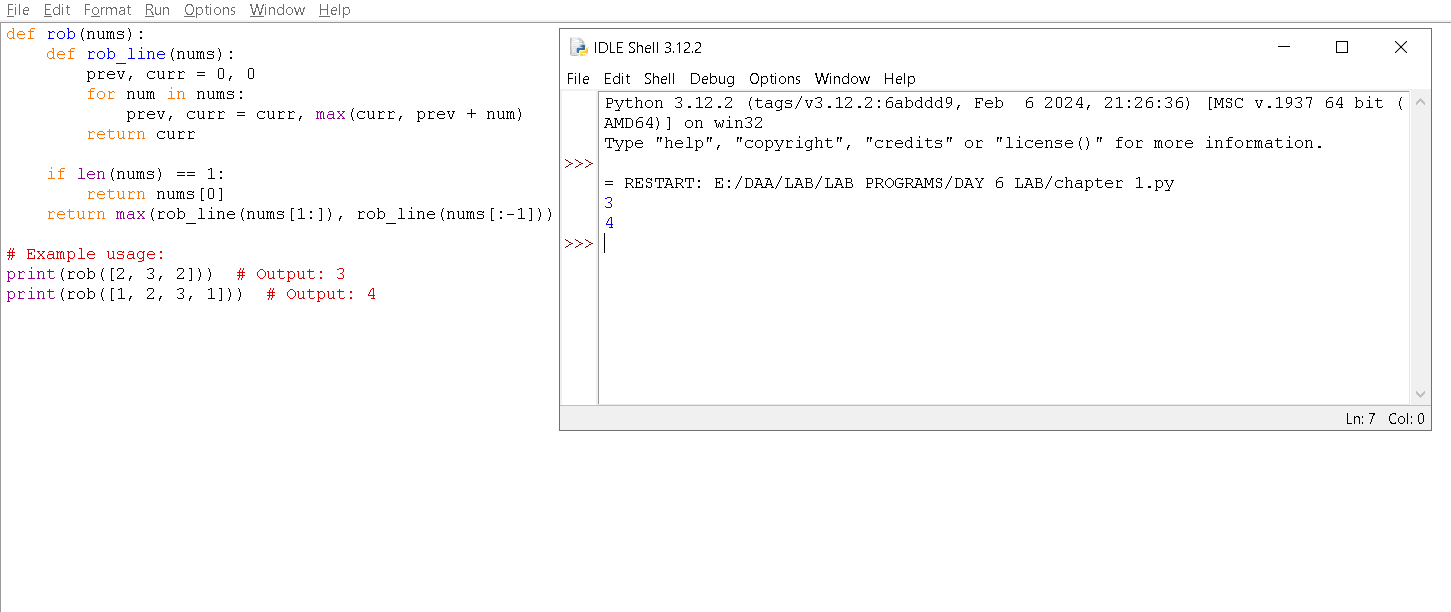 File Edit Format Run Options Window Help
def rob(nums):
    def rob_line(nums):
        prev, curr = 0, 0
        for num in nums:
            prev, curr = curr, max(curr, prev + num)
        return curr

    if len(nums) == 1:
        return nums[0]
    return max(rob_line(nums[1:]), rob_line(nums[:-1]))

# Example usage:
print(rob([2, 3, 2]))  # Output: 3
print(rob([1, 2, 3, 1]))  # Output: 4
IDLE Shell 3.12.2
File Edit Shell Debug Options Window Help
Python 3.12.2 (tags/v3.12.2:6abddd9, Feb  6 2024, 21:26:36) [MSC v.1937 64 bit (
AMD64)] on win32
Type "help", "copyright", "credits" or "license()" for more information.
>>>
= RESTART: E:/DAA/LAB/LAB PROGRAMS/DAY 6 LAB/chapter 1.py
3
4
>>>
Ln: 7 Col: 0